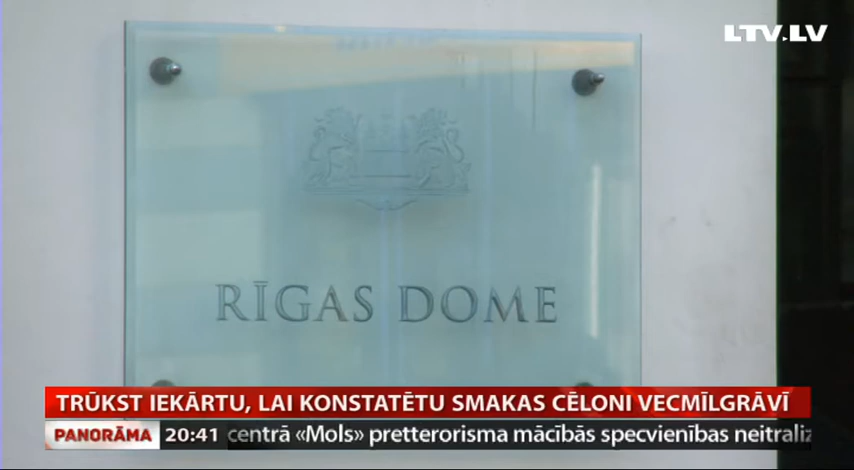 LTV.LV
RĪGAS DOME
TRŪKST IEKĀRTU, LAI KONSTATĒTU SMAKAS CĒLONI VECMĪLGRĀVĪ
PANORĀMA 20:41 centrā «Mols» pretterorisma mācībās specvienības neitraliz